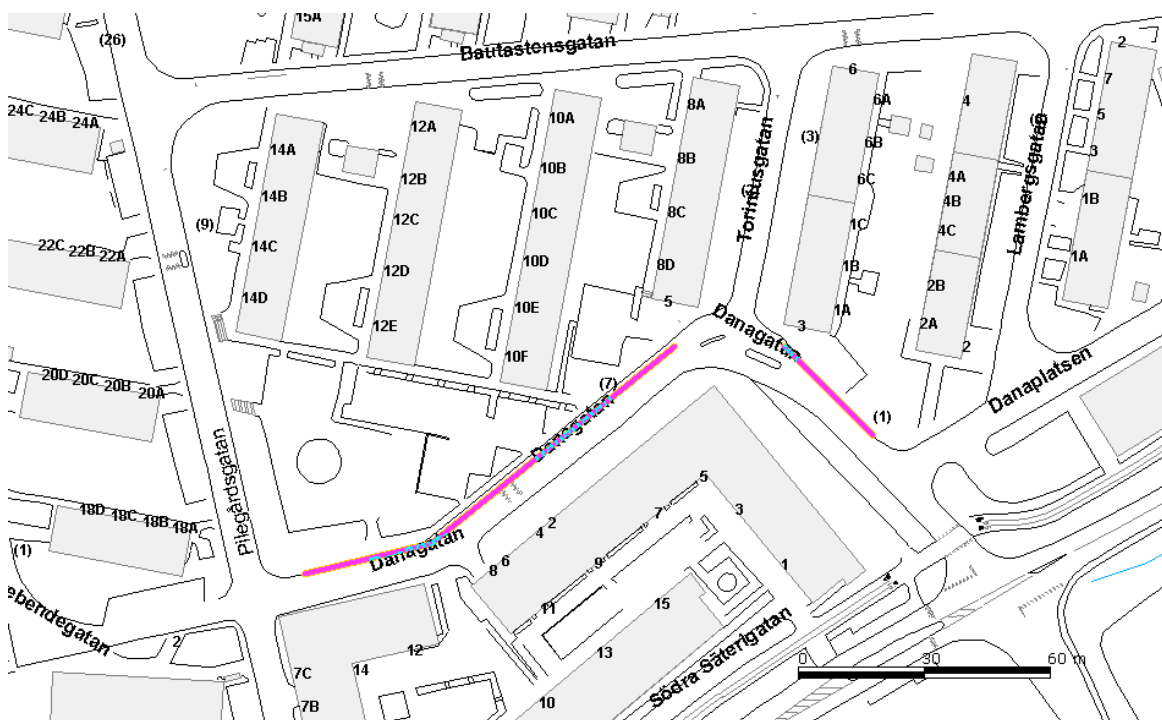 15A
(26)
Bautastensgatan
2
6
7
24C 24B 24A
12A
10A
8A
6A
4
5
(3)
14A
6B
3
8B
10B
12B
4A
6C
14B
1B
4B
Torinusgatan
Lambergsgatan
(9)
12C
10C
8C
1C
4C
22C 22B 22A
14C
1A
12D
10D
8D
1B
2B
14D
10E
5
1A
12E
3
2A
2
Danagatan
10F
Danaplatsen
20D 20C 20B 20A
(7)
(1)
Danagatan
Pilegårdsgatan
5
18D 18C 18B 18A
2
4
7
3
(1)
Danagatan
6
8
9
1
11
15
ebendegatan
2
12
13
14
7C
7B
10
Södra Säterigatan
0 30 60 m